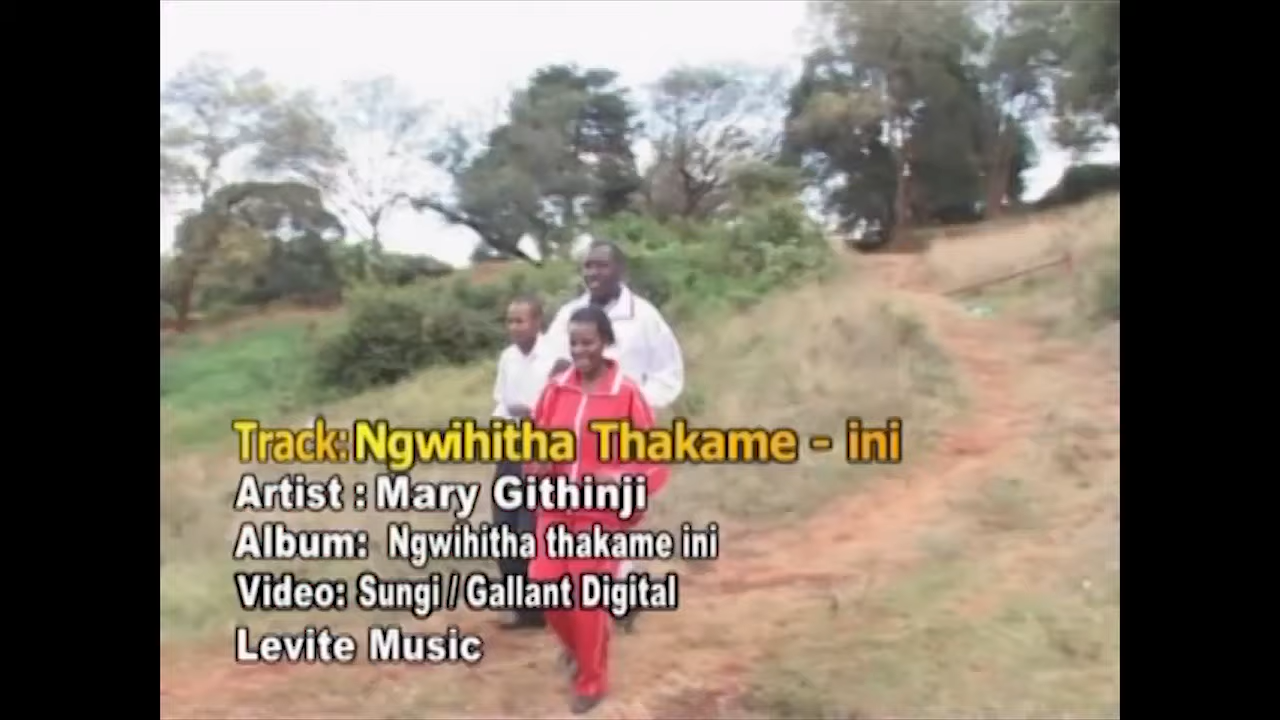 Track: Ngwihitha Thakame - ini
Artist : Mary Githinji
Album: Ngwihitha thakame ini
Video: Sungi / Gallant Digital
Levite Music